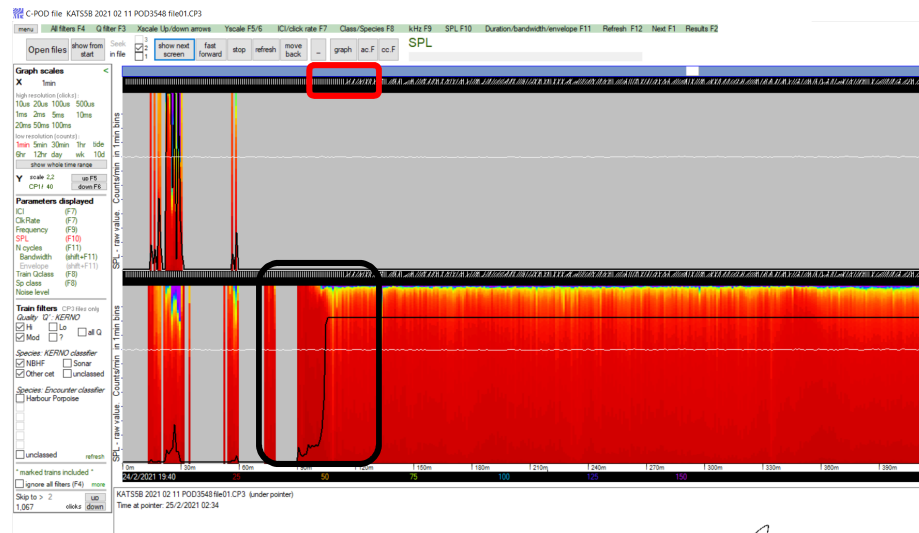 C-POD file KATS5B 2021 02 11 POD3548 file01.CP3
menu All filters F4 Q filter F3 Xscale Up/down arrows Yscale F5/6 ICI/click rate F7 Class/Species F8 kHz F9 SPL F10 Duration/bandwidth/envelope F11 Refresh F12 Next F1 Results F2
Open files show from start Seek in file 3 2 1 show next screen fast forward stop refresh move back _ graph ac.F cc.F SPL
Graph scales <
X 1min
high resolution (clicks):
10us 20us 100us 500us
1ms 2ms 5ms 10ms
20ms 50ms 100ms
low resolution (counts):
1min 5min 30min 1hr tide
6hr 12hr day wk 10d
show whole time range
Y scale 2,2 up F5
CP1/ 40 down F6
Parameters displayed
ICI (F7)
ClkRate (F7)
Frequency (F9)
SPL (F10)
N cycles (F11)
Bandwidth (shift+F11)
Envelope (shift+F11)
Train Qclass (F8)
Sp class (F8)
Noise level
Train filters CP3 files only
Quality 'Q': KERNO
Hi Lo all Q
Mod ?
Species: KERNO classifier
NBHF Sonar
Other cet unclassed
Species: Encounter classifier
Harbour Porpoise
unclassed refresh
* marked trains included *
ignore all filters (F4) more
Skip to > 2 up
1,067 clicks down
SPL - raw value. Counts/min in 1min bins
SPL - raw value. Counts/min in 1min bins
0m 30m 60m 90m 120m 150m 180m 210m 240m 270m 300m 330m 360m 390m
24/2/2021 19:40 25 50 75 100 125 150
KATS5B 2021 02 11 POD3548 file01.CP3 (under pointer)
Time at pointer: 25/2/2021 02:34